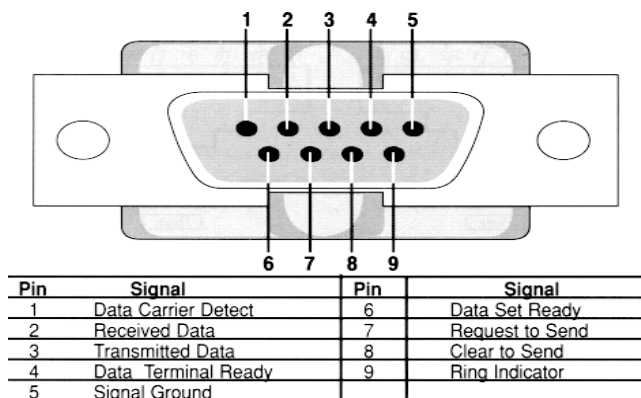 1 2 3 4 5
6 7 8 9
Pin Signal Pin Signal
1 Data Carrier Detect 6 Data Set Ready
2 Received Data 7 Request to Send
3 Transmitted Data 8 Clear to Send
4 Data Terminal Ready 9 Ring Indicator
5 Signal Ground